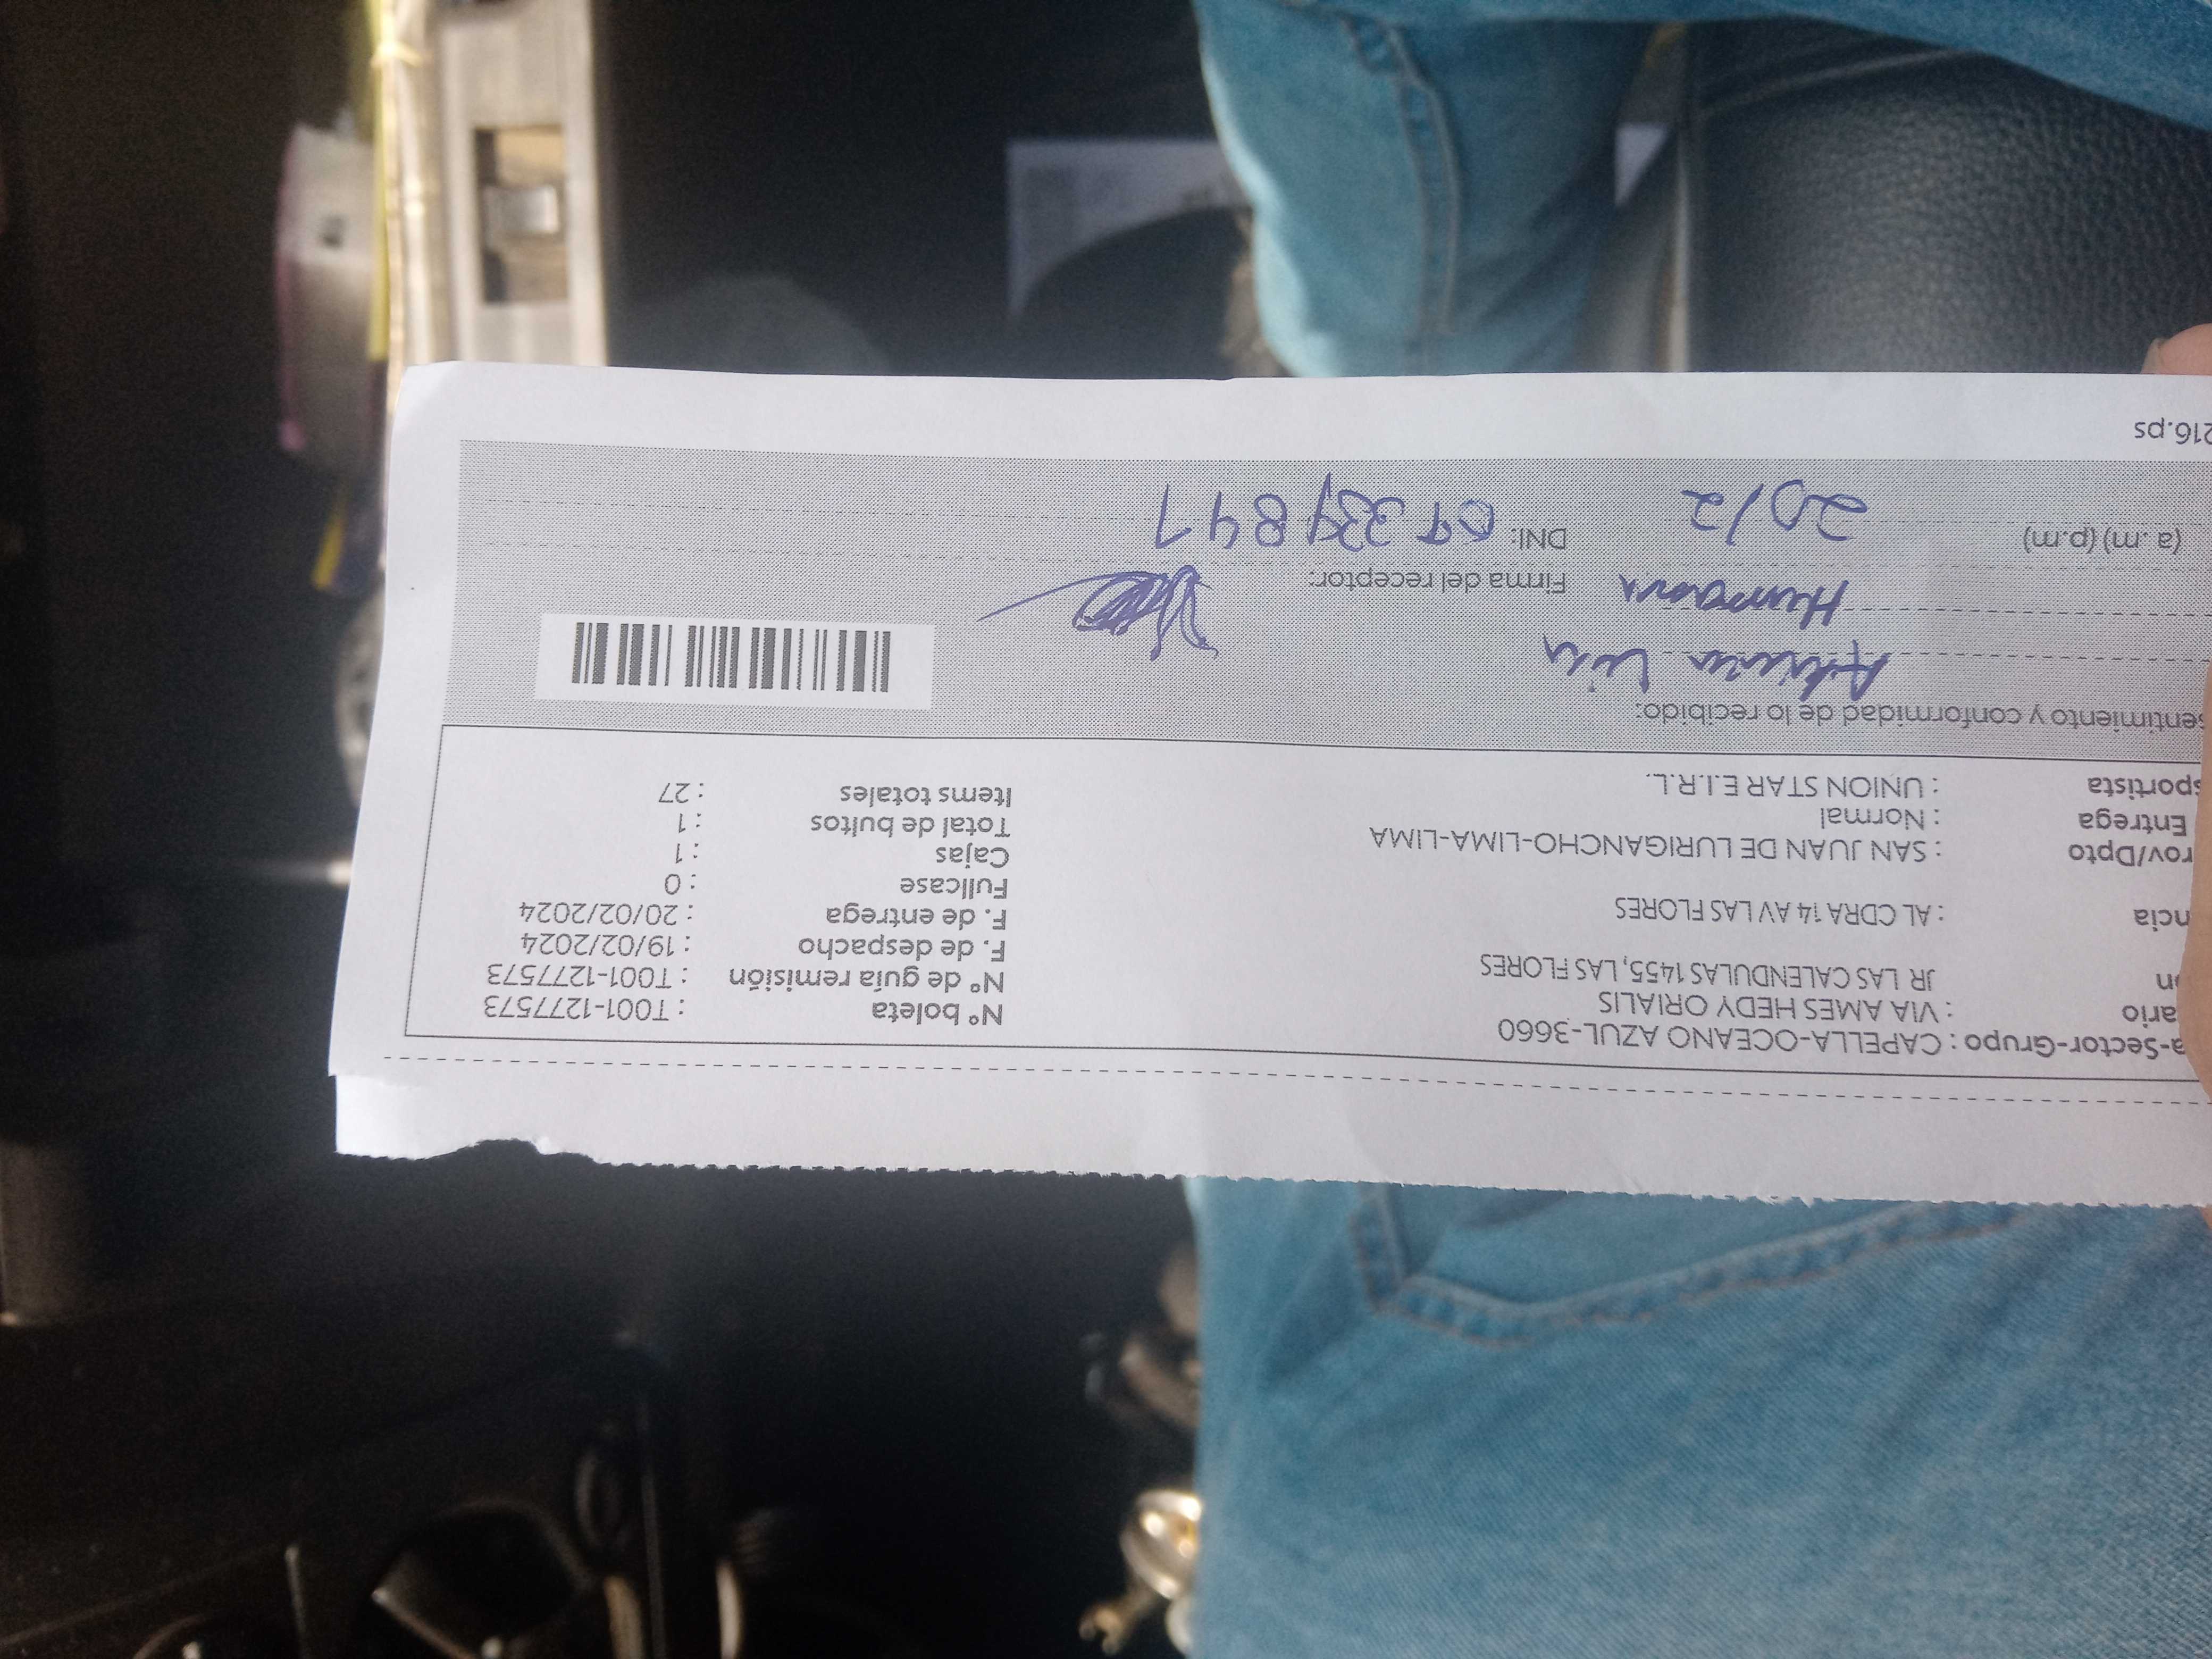 a-Sector-Grupo : CAPELLA-OCEANO AZUL-3660
ario : VIA AMES HEDY ORIALIS
n JR LAS CALENDULAS 1455, LAS FLORES
ncia : AL CDRA 14 AV LAS FLORES
rov/Dpto : SAN JUAN DE LURIGANCHO-LIMA-LIMA
Entrega : Normal
sportista : UNION STAR E.I.R.L.
N° boleta : T001-1277573
N° de guía remisión : T001-1277573
F. de despacho : 19/02/2024
F. de entrega : 20/02/2024
Fullcase : 0
Cajas : 1
Total de bultos : 1
Items totales : 27
sentimiento y conformidad de lo recibido:
Hermana
Firma del receptor:
(a. m) (p.m) 20/2
DNI:
216.ps